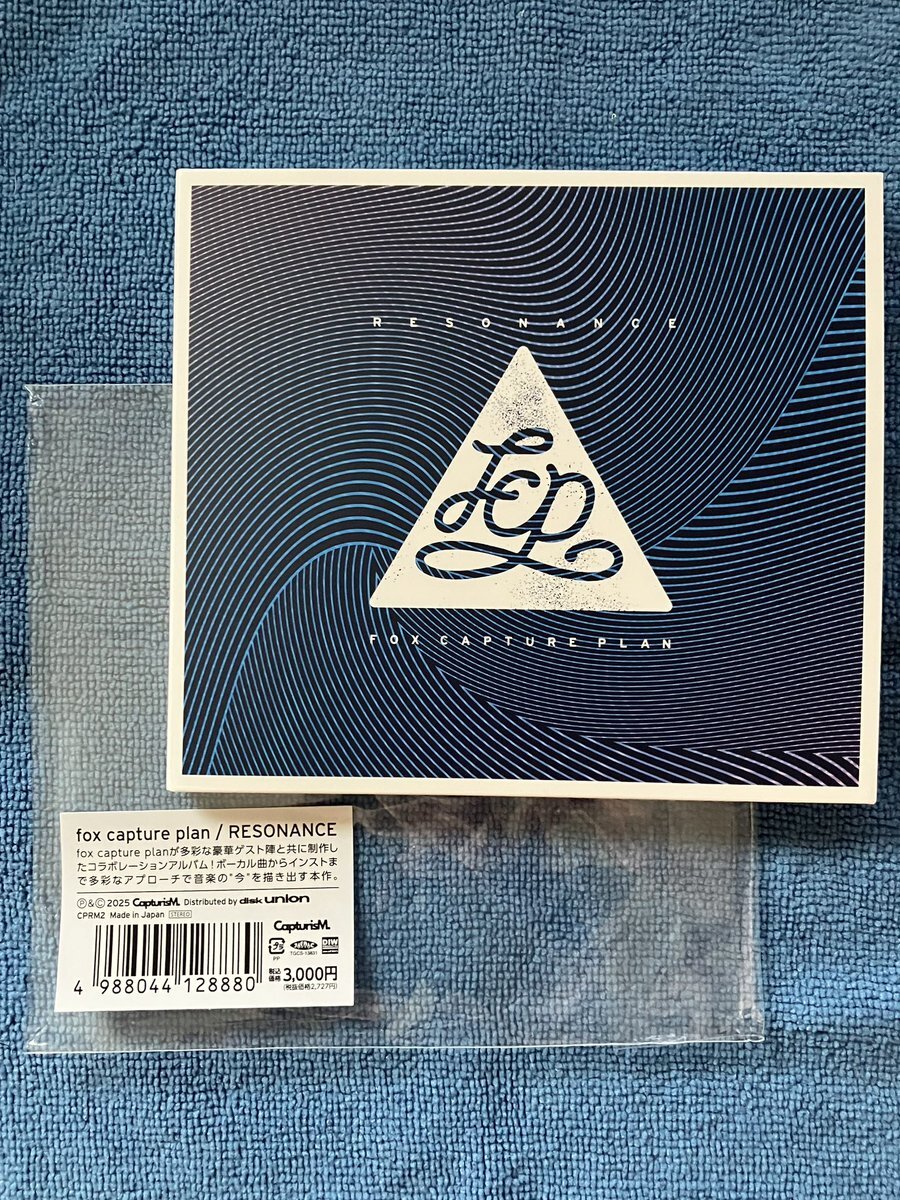 RESONANCE
fcp
FOX CAPTURE PLAN
fox capture plan / RESONANCE
fox capture planが多彩な豪華ゲスト陣と共に制作し
たコラボレーションアルバム！ボーカル曲からインストま
で多彩なアプローチで音楽の"今"を描き出す本作。
Ⓟ&Ⓒ 2025 CapturisM. Distributed by disk union
CPRM2 Made in Japan STEREO
CapturisM.
PP
TGCS-13631
DIW
税込
価格 3,000円
(税抜価格2,727円)
4 988044 128880